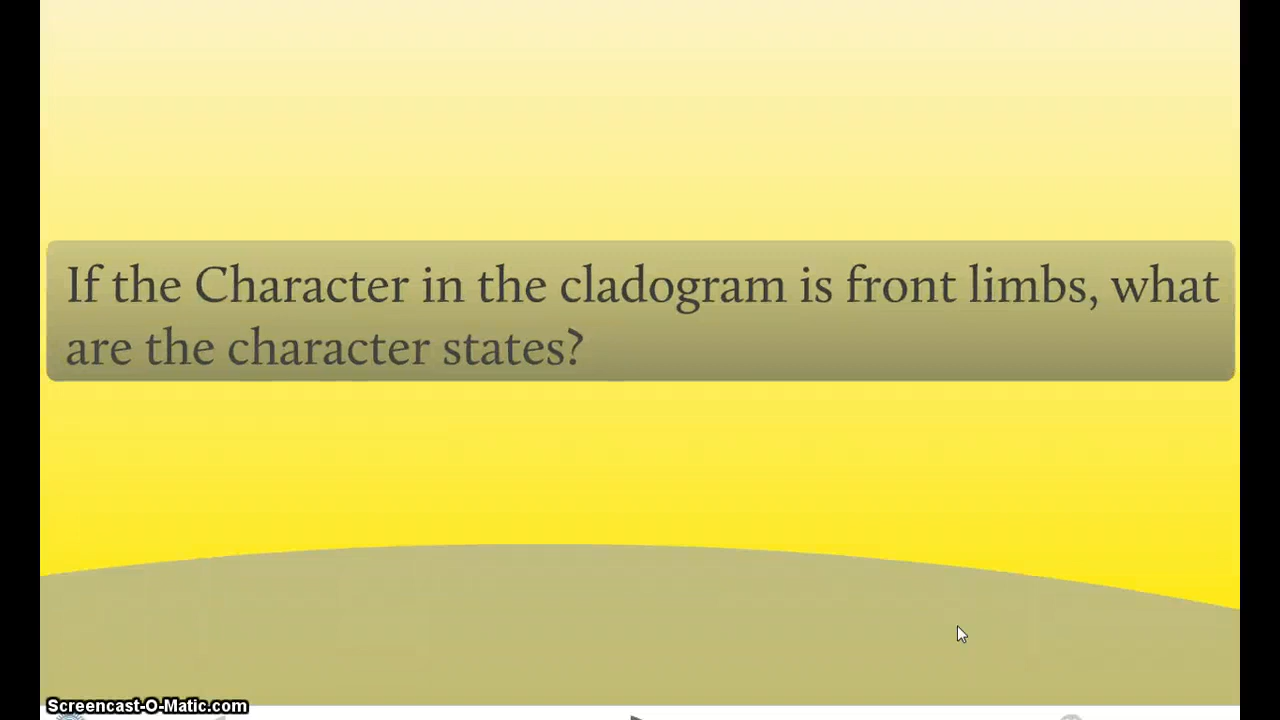 If the Character in the cladogram is front limbs, what
are the character states?
Screencast-O-Matic.com